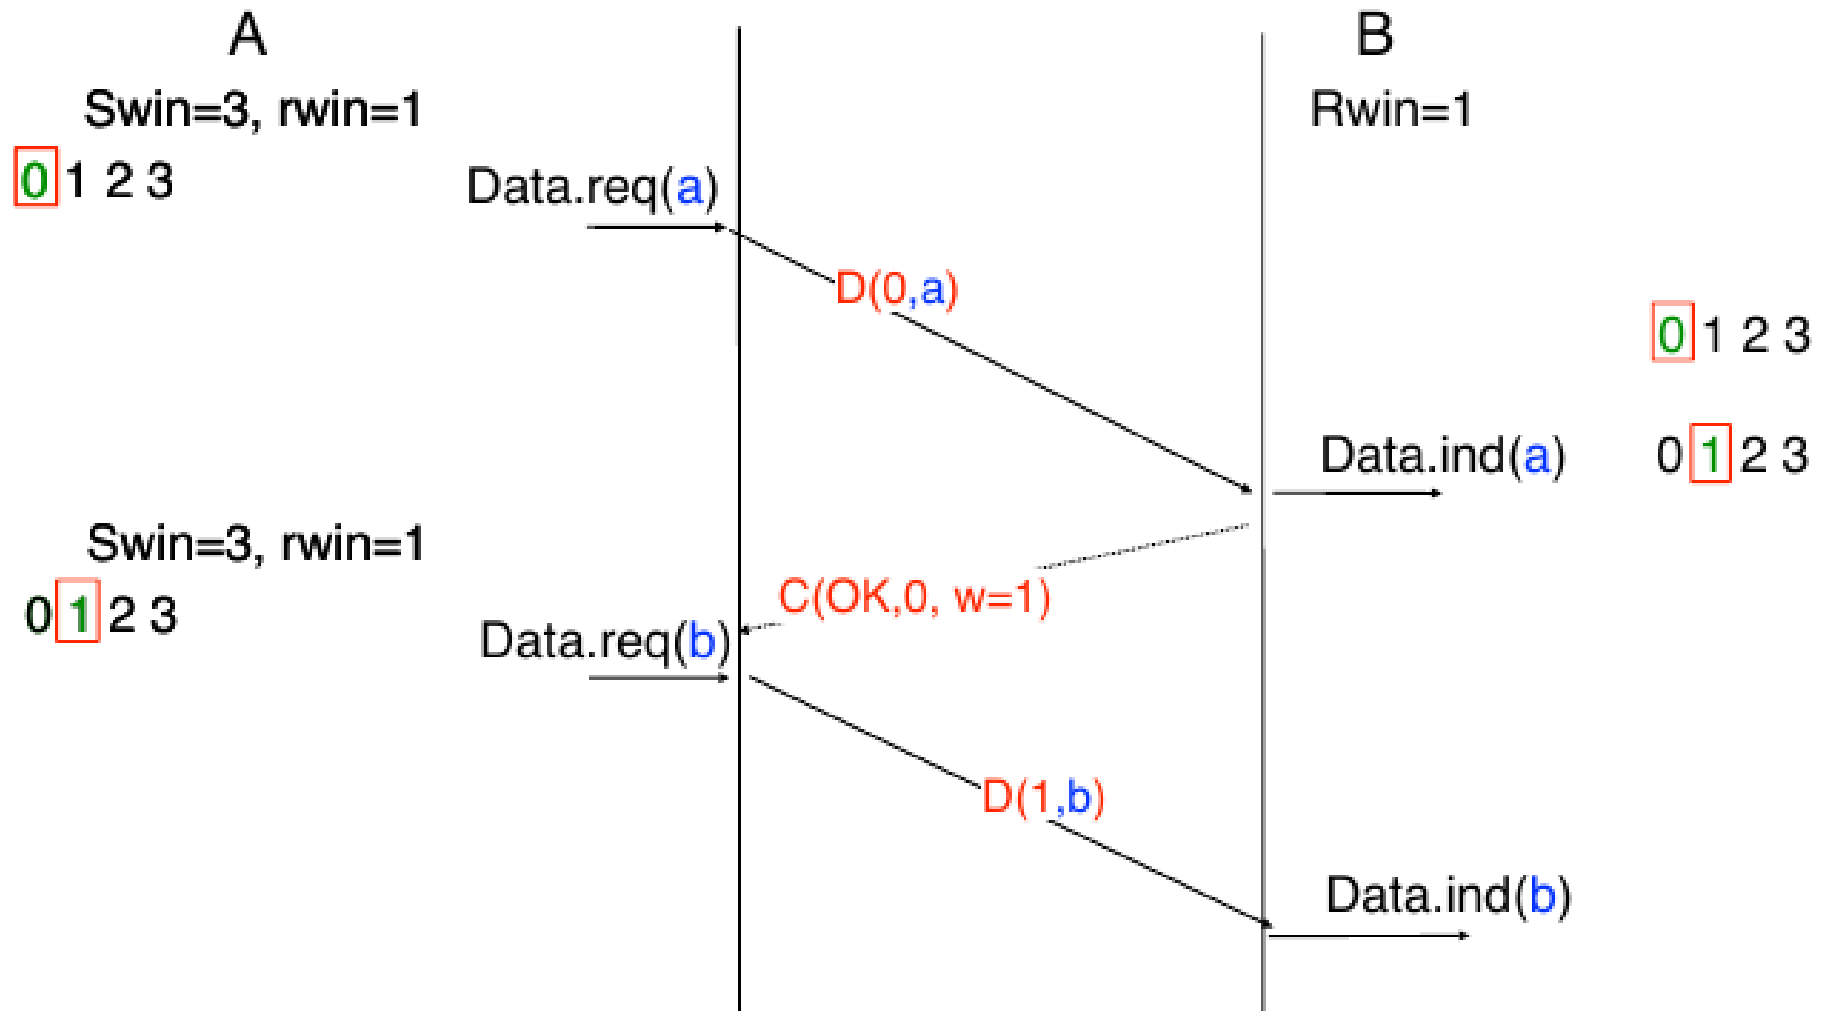 A
B
Swin=3, rwin=1
Rwin=1
0 1 2 3
Data.req(a)
D(0,a)
0 1 2 3
Data.ind(a)
0 1 2 3
Swin=3, rwin=1
C(OK,0, w=1)
0 1 2 3
Data.req(b)
D(1,b)
Data.ind(b)